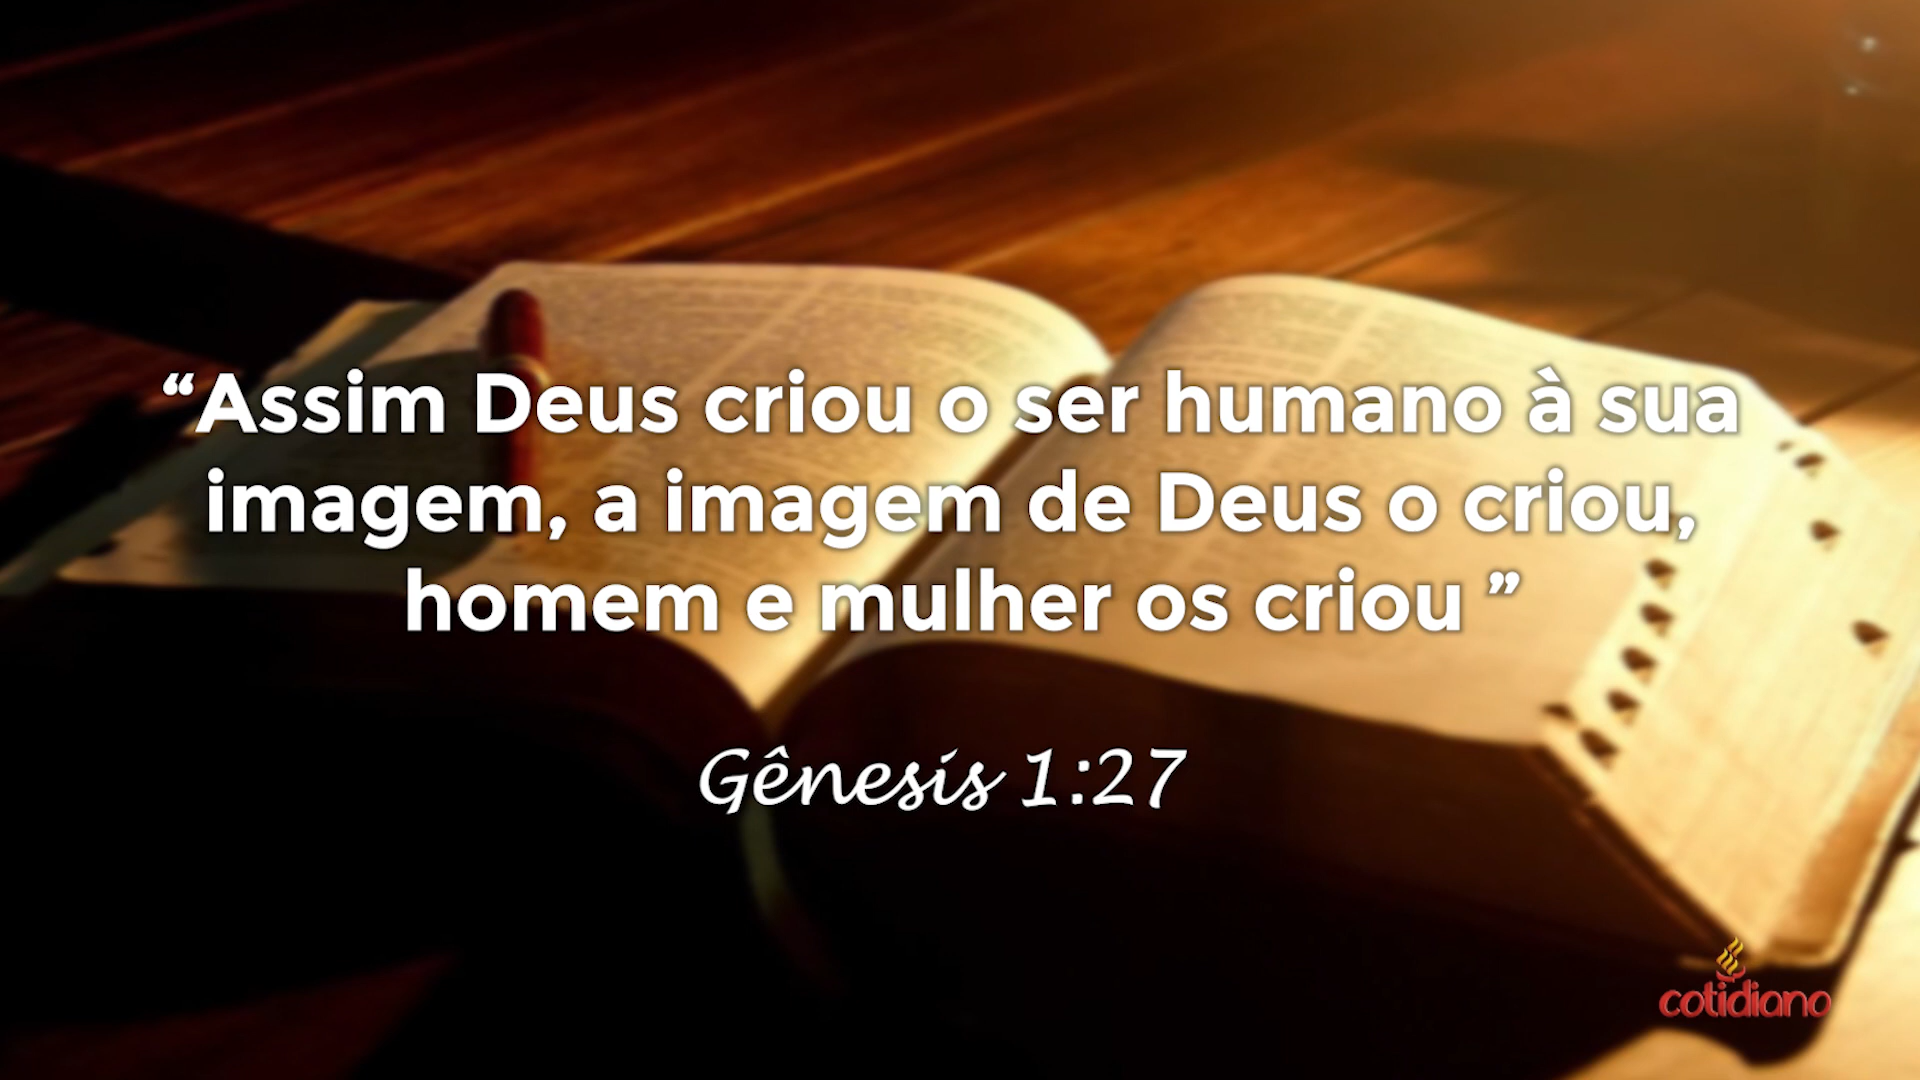 “Assim Deus criou o ser humano à sua
imagem, a imagem de Deus o criou,
homem e mulher os criou ”
Gênesis 1:27
cotidiano